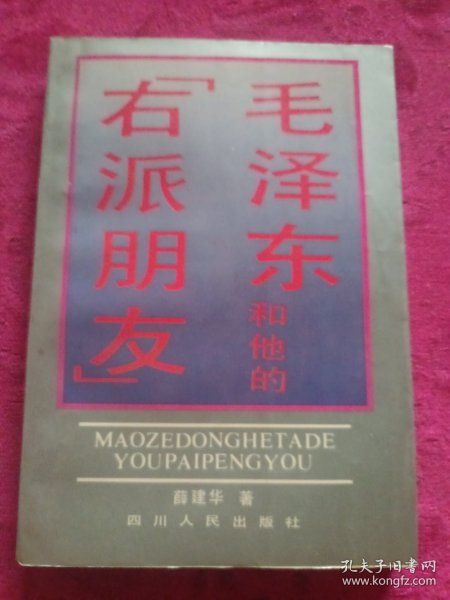 毛泽东和他的
「右派朋友」
MAOZEDONGHETADE
YOUPAIPENGYOU
薛建华 著
四川人民出版社
孔夫子旧书网
www.kongfz.com